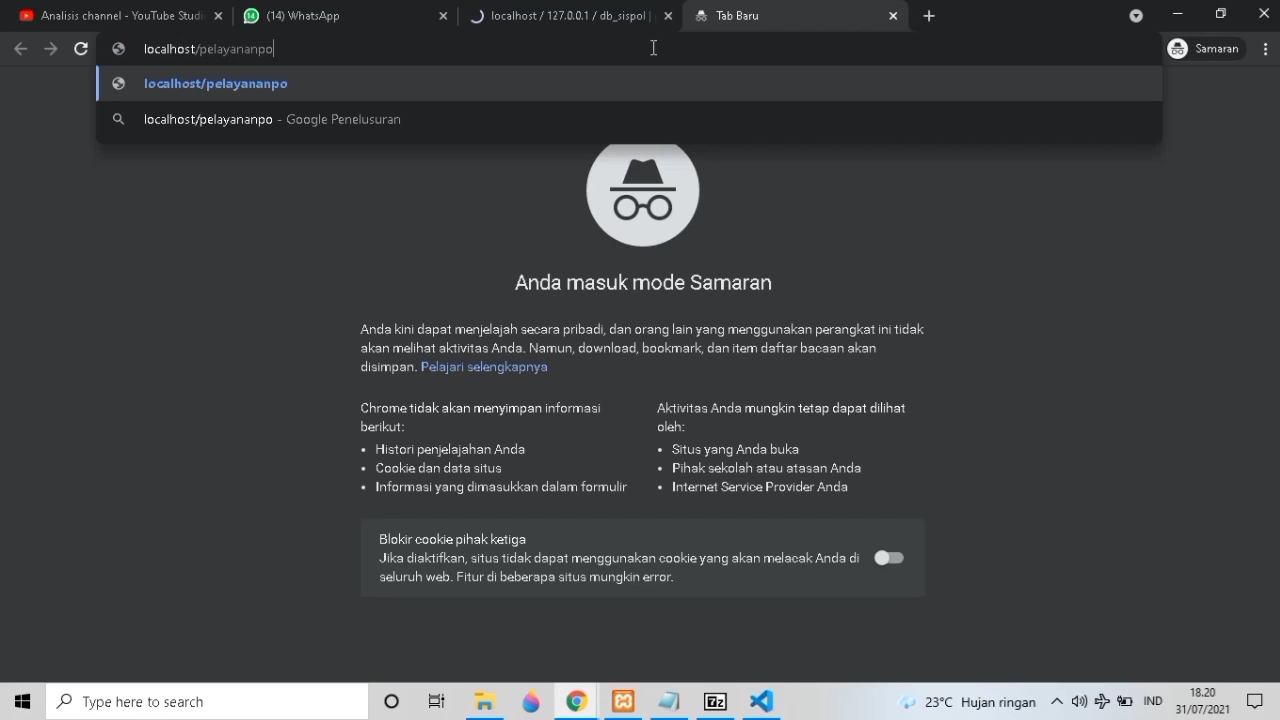 Analisis channel - YouTube Studi
(14) WhatsApp
localhost / 127.0.0.1 / db_sispol |
Tab Baru
localhost/pelayananpo
Samaran
localhost/pelayananpo
localhost/pelayananpo - Google Penelusuran
Anda masuk mode Samaran
Anda kini dapat menjelajah secara pribadi, dan orang lain yang menggunakan perangkat ini tidak
akan melihat aktivitas Anda. Namun, download, bookmark, dan item daftar bacaan akan
disimpan. Pelajari selengkapnya
Chrome tidak akan menyimpan informasi
berikut:
• Histori penjelajahan Anda
• Cookie dan data situs
• Informasi yang dimasukkan dalam formulir
Aktivitas Anda mungkin tetap dapat dilihat
oleh:
• Situs yang Anda buka
• Pihak sekolah atau atasan Anda
• Internet Service Provider Anda
Blokir cookie pihak ketiga
Jika diaktifkan, situs tidak dapat menggunakan cookie yang akan melacak Anda di
seluruh web. Fitur di beberapa situs mungkin error.
Type here to search
7z
23°C Hujan ringan
IND
18.20
31/07/2021